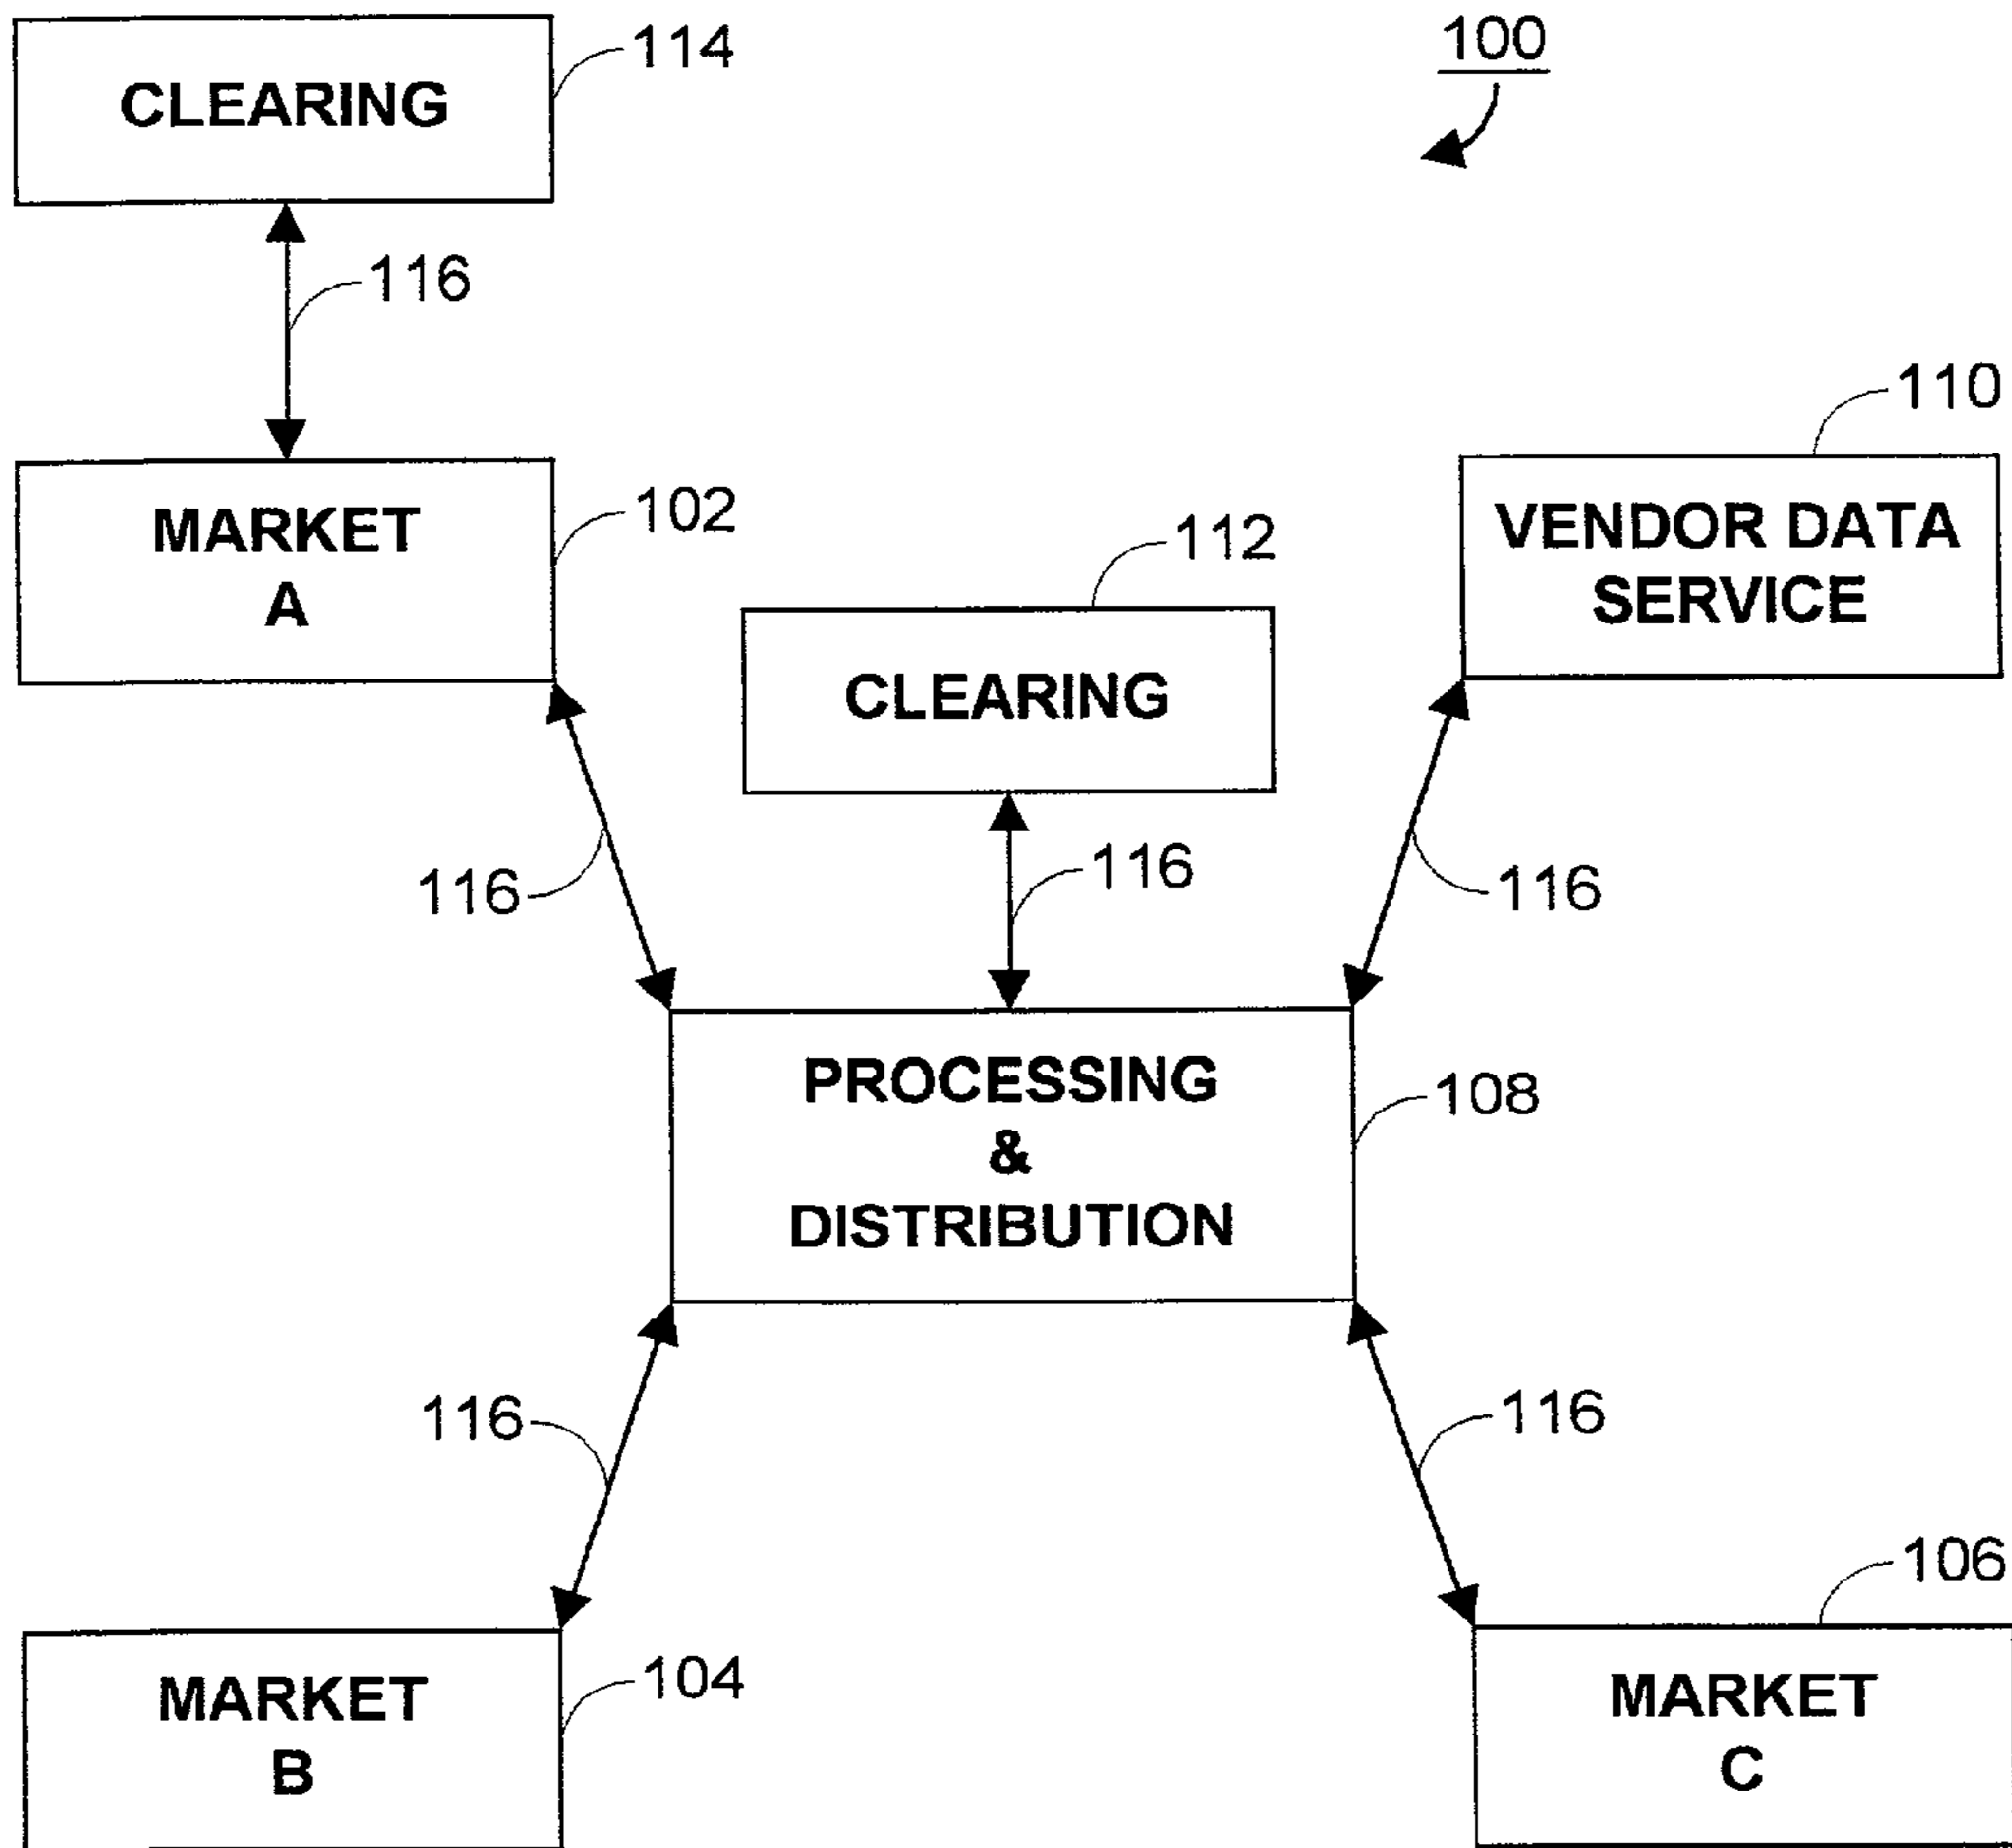 100
114
CLEARING
116
102
MARKET
A
110
VENDOR DATA
SERVICE
112
CLEARING
116
116
116
PROCESSING
&
DISTRIBUTION
108
116
116
104
MARKET
B
106
MARKET
C